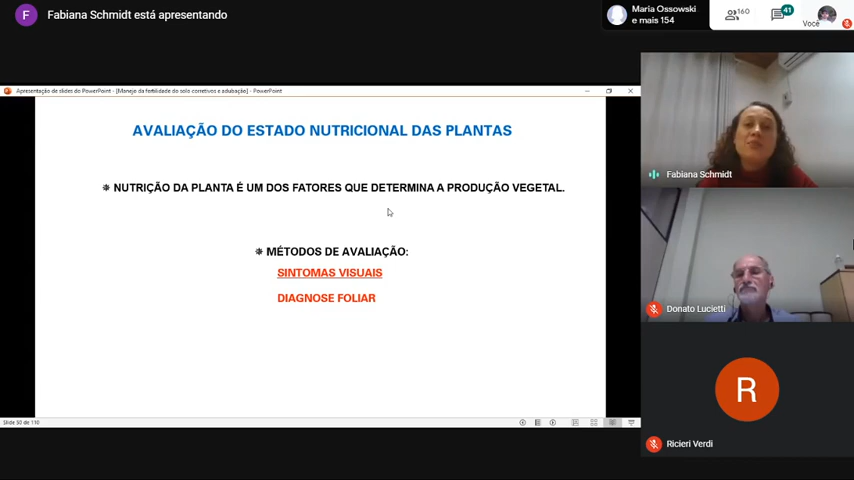 F
Fabiana Schmidt está apresentando
Maria Ossowski
e mais 154
160
41
Você
Apresentação de slides do PowerPoint - [Manejo da fertilidade do solo corretivos e adubação] - PowerPoint
AVALIAÇÃO DO ESTADO NUTRICIONAL DAS PLANTAS
NUTRIÇÃO DA PLANTA É UM DOS FATORES QUE DETERMINA A PRODUÇÃO VEGETAL.
MÉTODOS DE AVALIAÇÃO:
SINTOMAS VISUAIS
DIAGNOSE FOLIAR
Slide 50 de 110
Fabiana Schmidt
Donato Lucietti
R
Ricieri Verdi